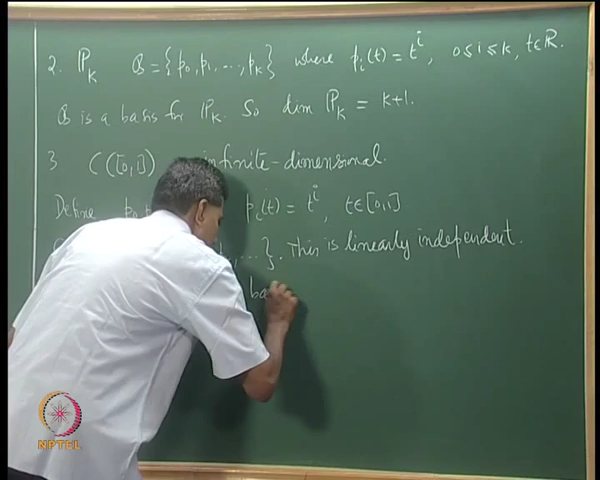 2. ℙ_K 𝓑 = {p_0, p_1, ..., p_K} where p_i(t) = t^i, 0 ≤ i ≤ k, t ∈ ℝ.
𝓑 is a basis for ℙ_K. So dim ℙ_K = k+1.
3 C([0,1]) infinite-dimensional.
Define p_i(t) = t^i, t ∈ [0,1]
...}. This is linearly independent.
NPTEL